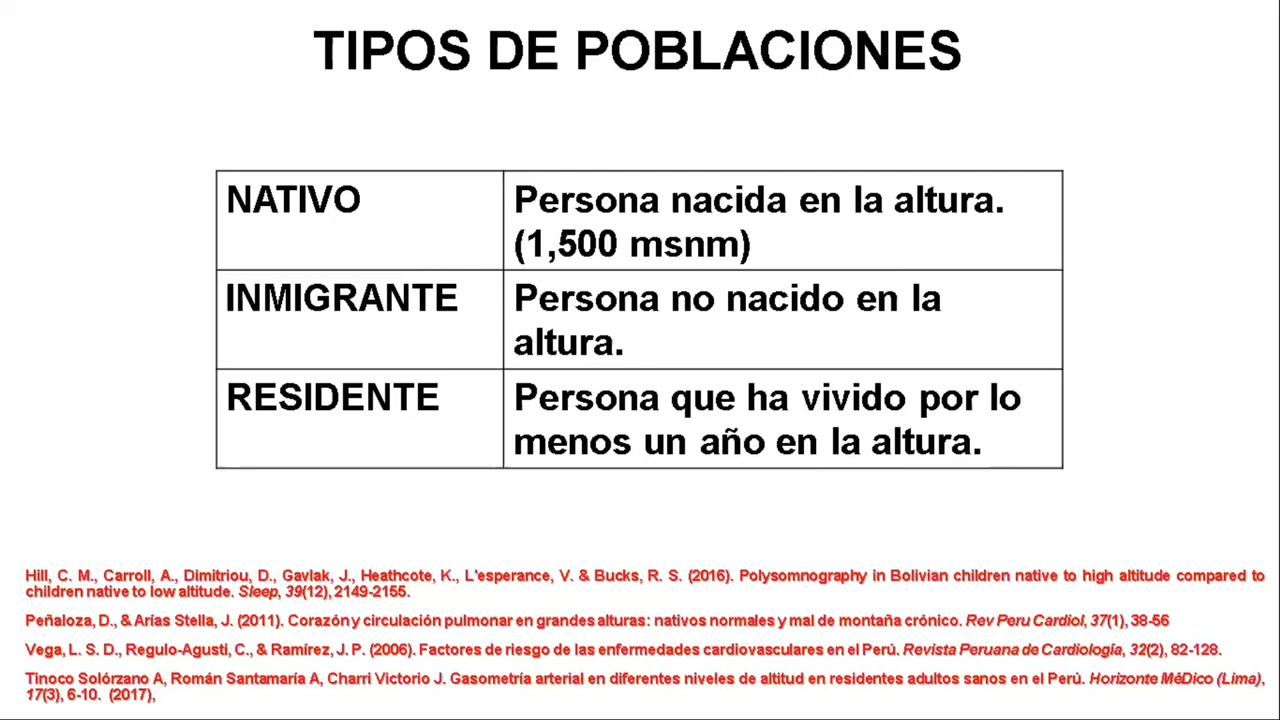 TIPOS DE POBLACIONES
NATIVO
Persona nacida en la altura.
(1,500 msnm)
INMIGRANTE
Persona no nacido en la
altura.
RESIDENTE
Persona que ha vivido por lo
menos un año en la altura.
Hill, C. M., Carroll, A., Dimitriou, D., Gavlak, J., Heathcote, K., L'esperance, V. & Bucks, R. S. (2016). Polysomnography in Bolivian children native to high altitude compared to
children native to low altitude. Sleep, 39(12), 2149-2155.
Peñaloza, D., & Arías Stella, J. (2011). Corazón y circulación pulmonar en grandes alturas: nativos normales y mal de montaña crónico. Rev Peru Cardiol, 37(1), 38-56
Vega, L. S. D., Regulo-Agusti, C., & Ramírez, J. P. (2006). Factores de riesgo de las enfermedades cardiovasculares en el Perú. Revista Peruana de Cardiologia, 32(2), 82-128.
Tinoco Solórzano A, Román Santamaría A, Charri Victorio J. Gasometría arterial en diferentes niveles de altitud en residentes adultos sanos en el Perú. Horizonte MéDico (Lima),
17(3), 6-10. (2017),